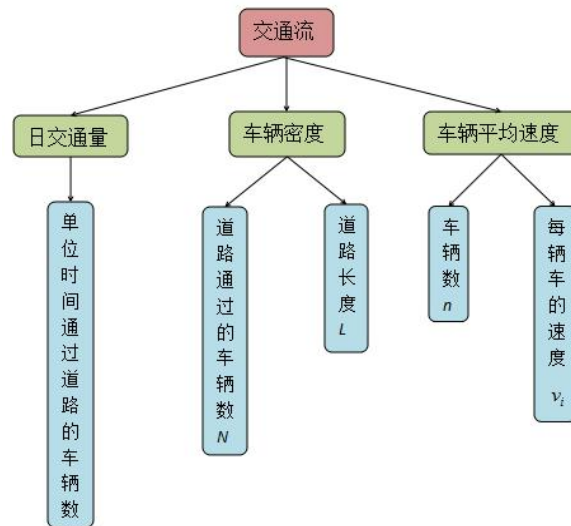 交通流
日交通量
车辆密度
车辆平均速度
单位时间通过道路的车辆数
道路通过的车辆数N
道路长度L
车辆数n
每辆车的速度v_i